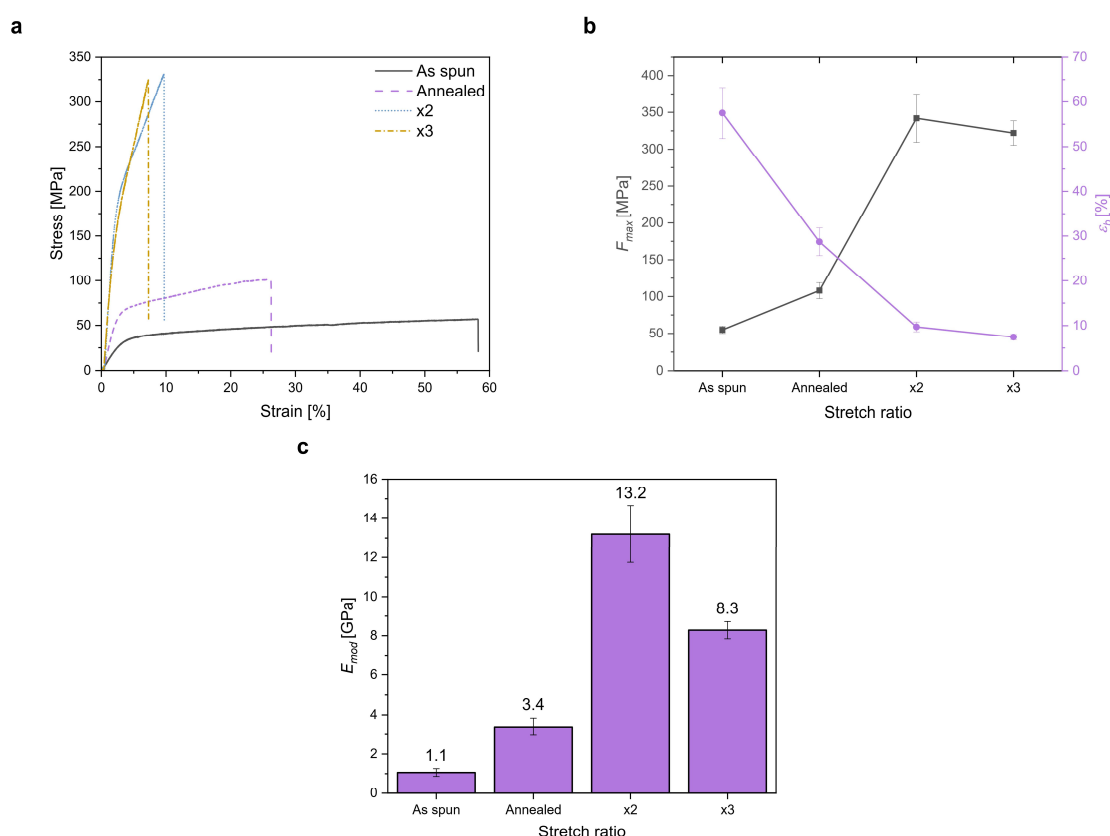 a
350
300
250
200
150
100
50
0
Stress [MPa]
0 10 20 30 40 50 60
Strain [%]
As spun
Annealed
x2
x3
b
400
350
300
250
200
150
100
50
0
F_max [MPa]
70
60
50
40
30
20
10
0
ε_b [%]
As spun Annealed x2 x3
Stretch ratio
c
16
14
12
10
8
6
4
2
0
E_mod [GPa]
1.1
3.4
13.2
8.3
As spun Annealed x2 x3
Stretch ratio